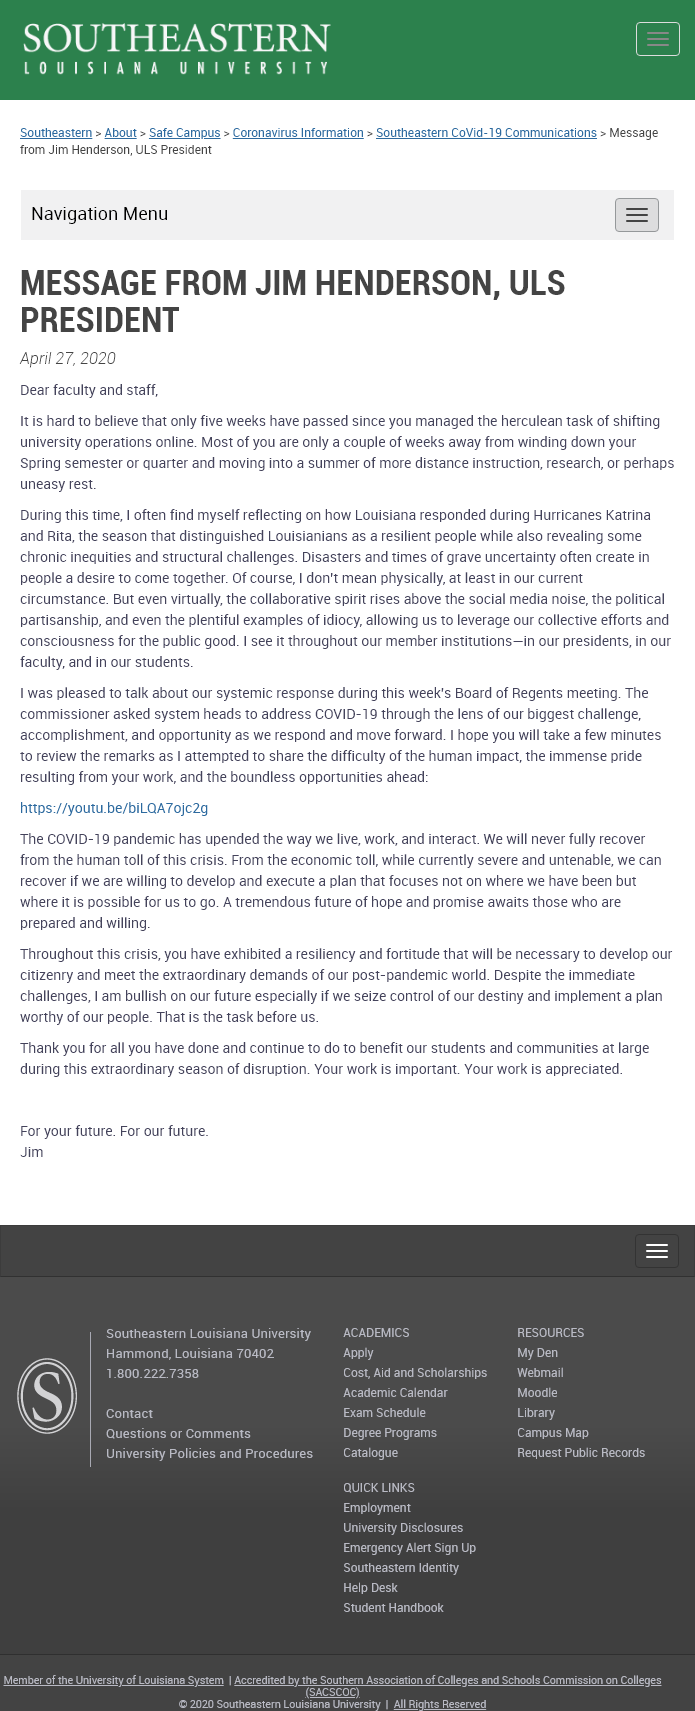 SOUTHEASTERN
LOUISIANA UNIVERSITY
Southeastern > About > Safe Campus > Coronavirus Information > Southeastern CoVid-19 Communications > Message
from Jim Henderson, ULS President
Navigation Menu
MESSAGE FROM JIM HENDERSON, ULS
PRESIDENT
April 27, 2020
Dear faculty and staff,
It is hard to believe that only five weeks have passed since you managed the herculean task of shifting
university operations online. Most of you are only a couple of weeks away from winding down your
Spring semester or quarter and moving into a summer of more distance instruction, research, or perhaps
uneasy rest.
During this time, I often find myself reflecting on how Louisiana responded during Hurricanes Katrina
and Rita, the season that distinguished Louisianians as a resilient people while also revealing some
chronic inequities and structural challenges. Disasters and times of grave uncertainty often create in
people a desire to come together. Of course, I don't mean physically, at least in our current
circumstance. But even virtually, the collaborative spirit rises above the social media noise, the political
partisanship, and even the plentiful examples of idiocy, allowing us to leverage our collective efforts and
consciousness for the public good. I see it throughout our member institutions—in our presidents, in our
faculty, and in our students.
I was pleased to talk about our systemic response during this week's Board of Regents meeting. The
commissioner asked system heads to address COVID-19 through the lens of our biggest challenge,
accomplishment, and opportunity as we respond and move forward. I hope you will take a few minutes
to review the remarks as I attempted to share the difficulty of the human impact, the immense pride
resulting from your work, and the boundless opportunities ahead:
https://youtu.be/biLQA7ojc2g
The COVID-19 pandemic has upended the way we live, work, and interact. We will never fully recover
from the human toll of this crisis. From the economic toll, while currently severe and untenable, we can
recover if we are willing to develop and execute a plan that focuses not on where we have been but
where it is possible for us to go. A tremendous future of hope and promise awaits those who are
prepared and willing.
Throughout this crisis, you have exhibited a resiliency and fortitude that will be necessary to develop our
citizenry and meet the extraordinary demands of our post-pandemic world. Despite the immediate
challenges, I am bullish on our future especially if we seize control of our destiny and implement a plan
worthy of our people. That is the task before us.
Thank you for all you have done and continue to do to benefit our students and communities at large
during this extraordinary season of disruption. Your work is important. Your work is appreciated.
For your future. For our future.
Jim
S
Southeastern Louisiana University
Hammond, Louisiana 70402
1.800.222.7358
Contact
Questions or Comments
University Policies and Procedures
ACADEMICS
Apply
Cost, Aid and Scholarships
Academic Calendar
Exam Schedule
Degree Programs
Catalogue
QUICK LINKS
Employment
University Disclosures
Emergency Alert Sign Up
Southeastern Identity
Help Desk
Student Handbook
RESOURCES
My Den
Webmail
Moodle
Library
Campus Map
Request Public Records
Member of the University of Louisiana System | Accredited by the Southern Association of Colleges and Schools Commission on Colleges
(SACSCOC)
© 2020 Southeastern Louisiana University | All Rights Reserved